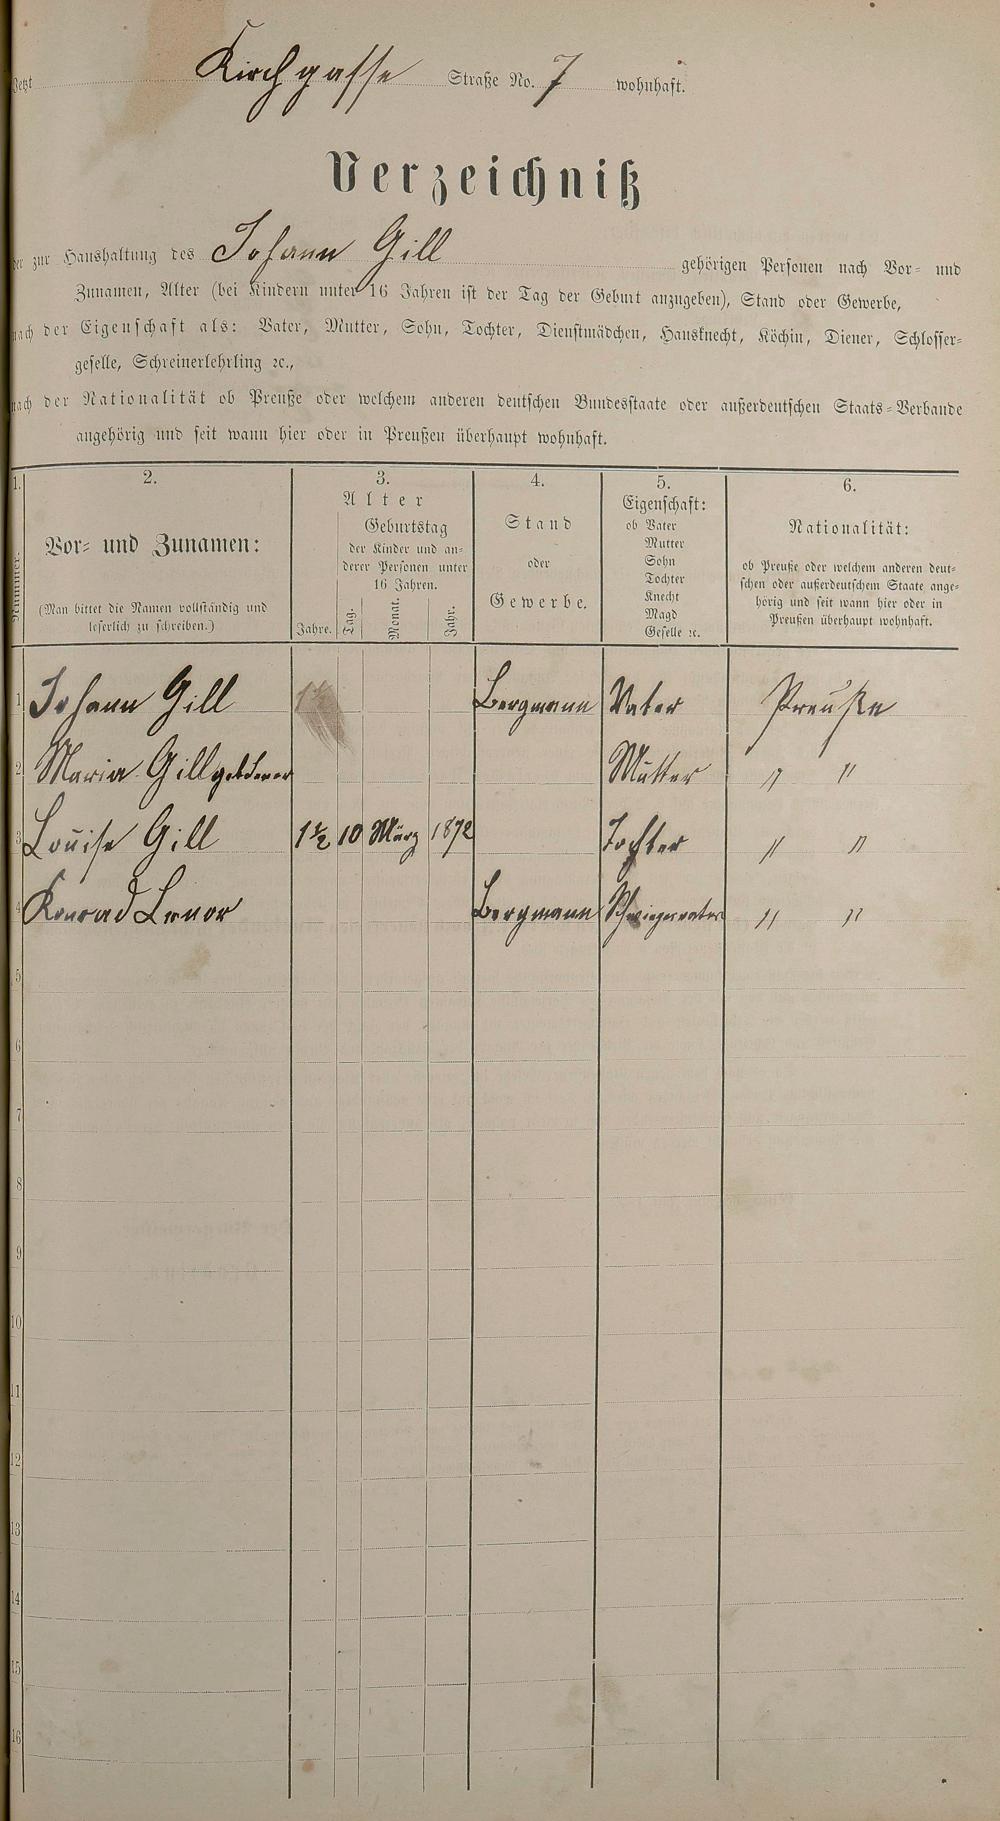 Jetzt Kirchgasse Straße No. 7 wohnhaft.
Verzeichniß
der zur Haushaltung des Johann Gill gehörigen Personen nach Vor- und
Zunamen, Alter (bei Kindern unter 16 Jahren ist der Tag der Geburt anzugeben), Stand oder Gewerbe,
nach der Eigenschaft als: Vater, Mutter, Sohn, Tochter, Dienstmädchen, Hausknecht, Köchin, Diener, Schlosser-
geselle, Schreinerlehrling ꝛc.,
nach der Nationalität ob Preuße oder welchem anderen deutschen Bundesstaate oder außerdeutschen Staats-Verbande
angehörig und seit wann hier oder in Preußen überhaupt wohnhaft.
1.
Nummer.
2.
Vor- und Zunamen:
(Man bittet die Namen vollständig und
leserlich zu schreiben.)
3.
Alter
Geburtstag
der Kinder und an-
derer Personen unter
16 Jahren.
Jahre. Tag. Monat. Jahr.
4.
Stand
oder
Gewerbe.
5.
Eigenschaft:
ob Vater
Mutter
Sohn
Tochter
Knecht
Magd
Geselle ꝛc.
6.
Nationalität:
ob Preuße oder welchem anderen deut-
schen oder außerdeutschem Staate ange-
hörig und seit wann hier oder in
Preußen überhaupt wohnhaft.
1 Johann Gill Bergmann Vater Preuße
2 Maria Gill Mutter " "
3 Louise Gill 1½ 10 März 1872 Tochter " "
4 Konrad Lenor Bergmann Schwiegervater " "
5
6
7
8
9
10
11
12
13
14
15
16